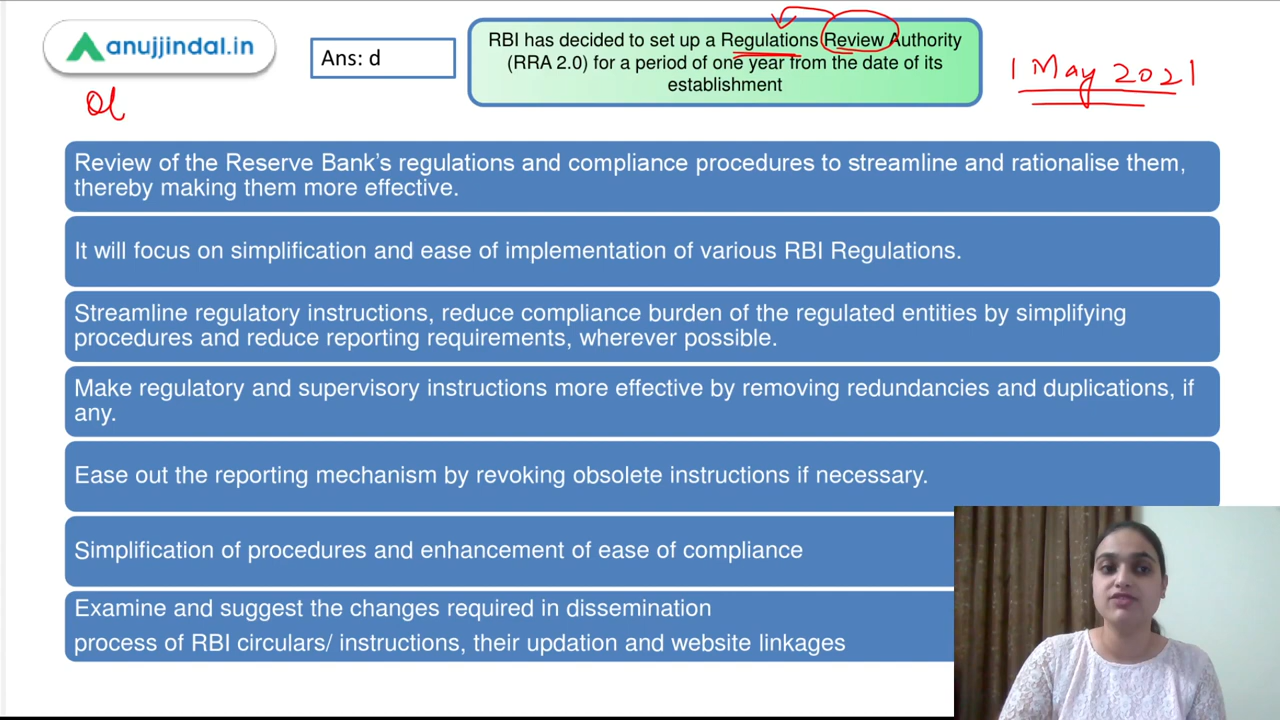 anujjindal.in
Ans: d
RBI has decided to set up a Regulations Review Authority
(RRA 2.0) for a period of one year from the date of its
establishment
1 May 2021
Review of the Reserve Bank's regulations and compliance procedures to streamline and rationalise them,
thereby making them more effective.
It will focus on simplification and ease of implementation of various RBI Regulations.
Streamline regulatory instructions, reduce compliance burden of the regulated entities by simplifying
procedures and reduce reporting requirements, wherever possible.
Make regulatory and supervisory instructions more effective by removing redundancies and duplications, if
any.
Ease out the reporting mechanism by revoking obsolete instructions if necessary.
Simplification of procedures and enhancement of ease of compliance
Examine and suggest the changes required in dissemination
process of RBI circulars/ instructions, their updation and website linkages